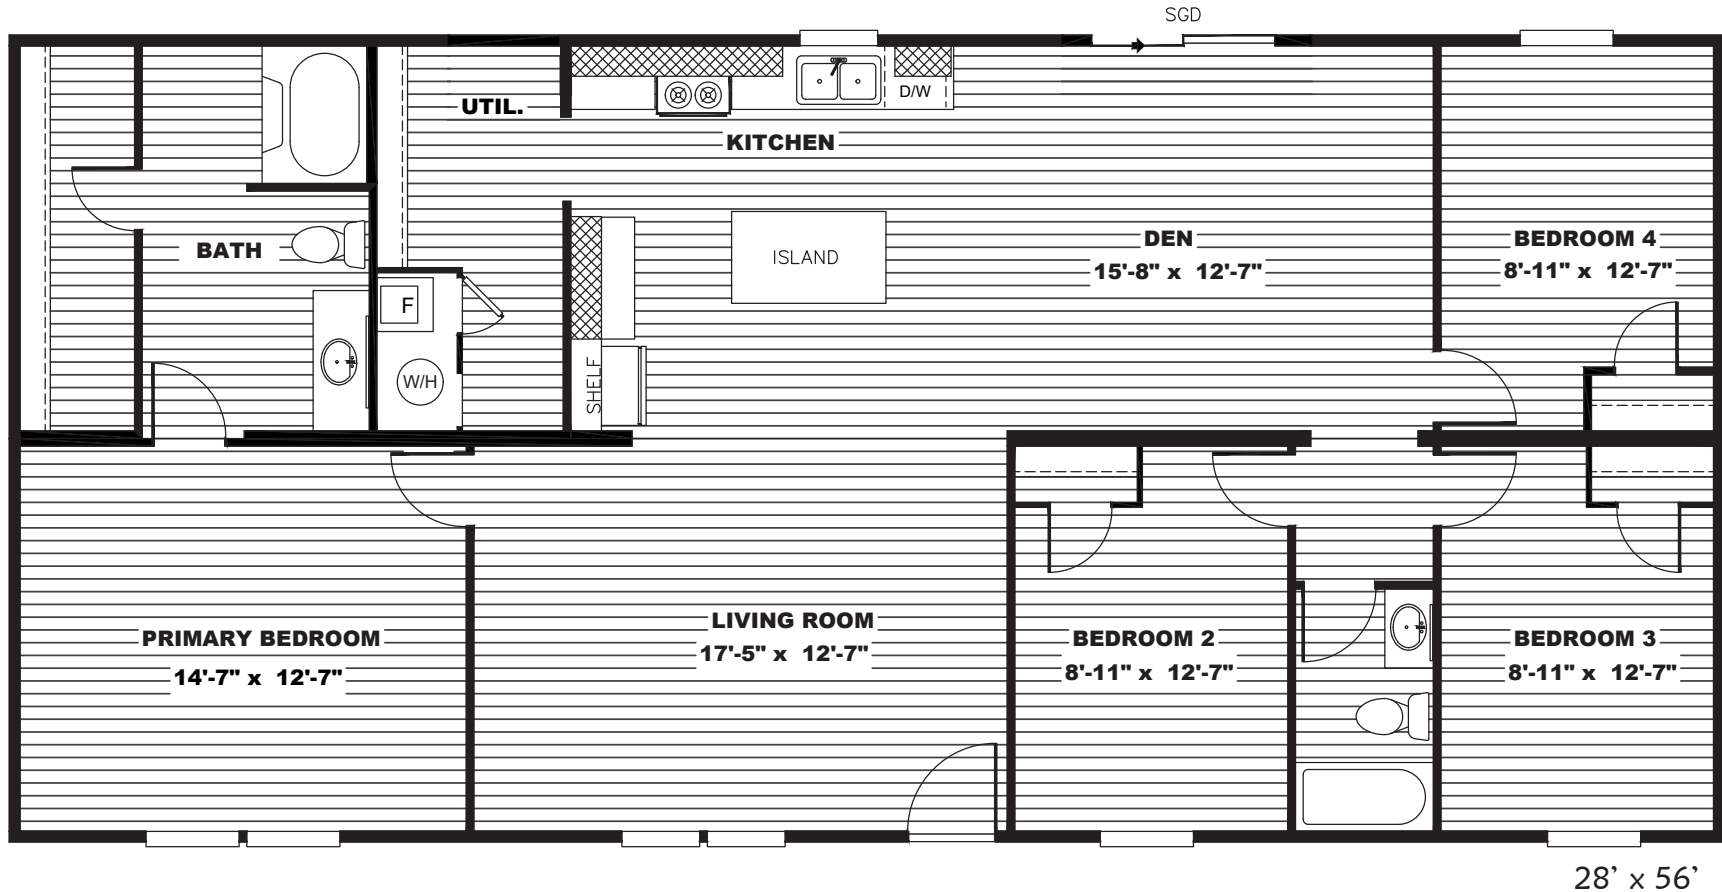 SGD
UTIL.
D/W
KITCHEN
BATH
ISLAND
DEN
15'-8" x 12'-7"
BEDROOM 4
8'-11" x 12'-7"
F
W/H
SHELF
PRIMARY BEDROOM
14'-7" x 12'-7"
LIVING ROOM
17'-5" x 12'-7"
BEDROOM 2
8'-11" x 12'-7"
BEDROOM 3
8'-11" x 12'-7"
28' x 56'